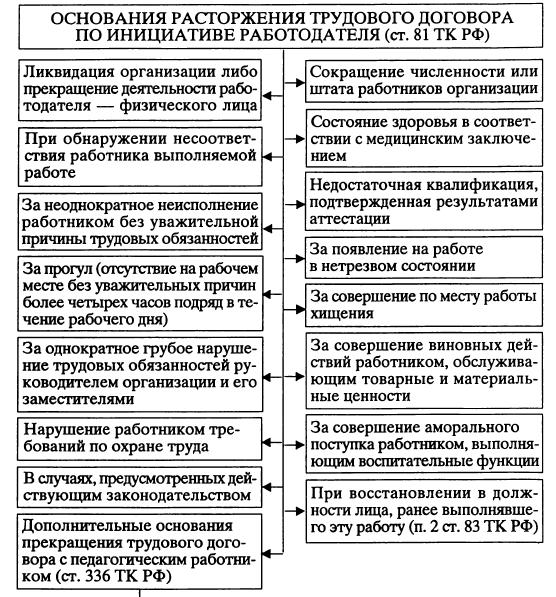 ОСНОВАНИЯ РАСТОРЖЕНИЯ ТРУДОВОГО ДОГОВОРА
ПО ИНИЦИАТИВЕ РАБОТОДАТЕЛЯ (ст. 81 ТК РФ)
Ликвидация организации либо
прекращение деятельности рабо-
тодателя — физического лица
При обнаружении несоответ-
ствия работника выполняемой
работе
За неоднократное неисполнение
работником без уважительной
причины трудовых обязанностей
За прогул (отсутствие на рабочем
месте без уважительных причин
более четырех часов подряд в те-
чение рабочего дня)
За однократное грубое наруше-
ние трудовых обязанностей ру-
ководителем организации и его
заместителями
Нарушение работником тре-
бований по охране труда
В случаях, предусмотренных дей-
ствующим законодательством
Дополнительные основания
прекращения трудового дого-
вора с педагогическим работни-
ком (ст. 336 ТК РФ)
Сокращение численности или
штата работников организации
Состояние здоровья в соответ-
ствии с медицинским заключе-
нием
Недостаточная квалификация,
подтвержденная результатами
аттестации
За появление на работе
в нетрезвом состоянии
За совершение по месту работы
хищения
За совершение виновных дей-
ствий работником, обслужива-
ющим товарные и материаль-
ные ценности
За совершение аморального
поступка работником, выполня-
ющим воспитательные функции
При восстановлении в долж-
ности лица, ранее выполнявше-
го эту работу (п. 2 ст. 83 ТК РФ)